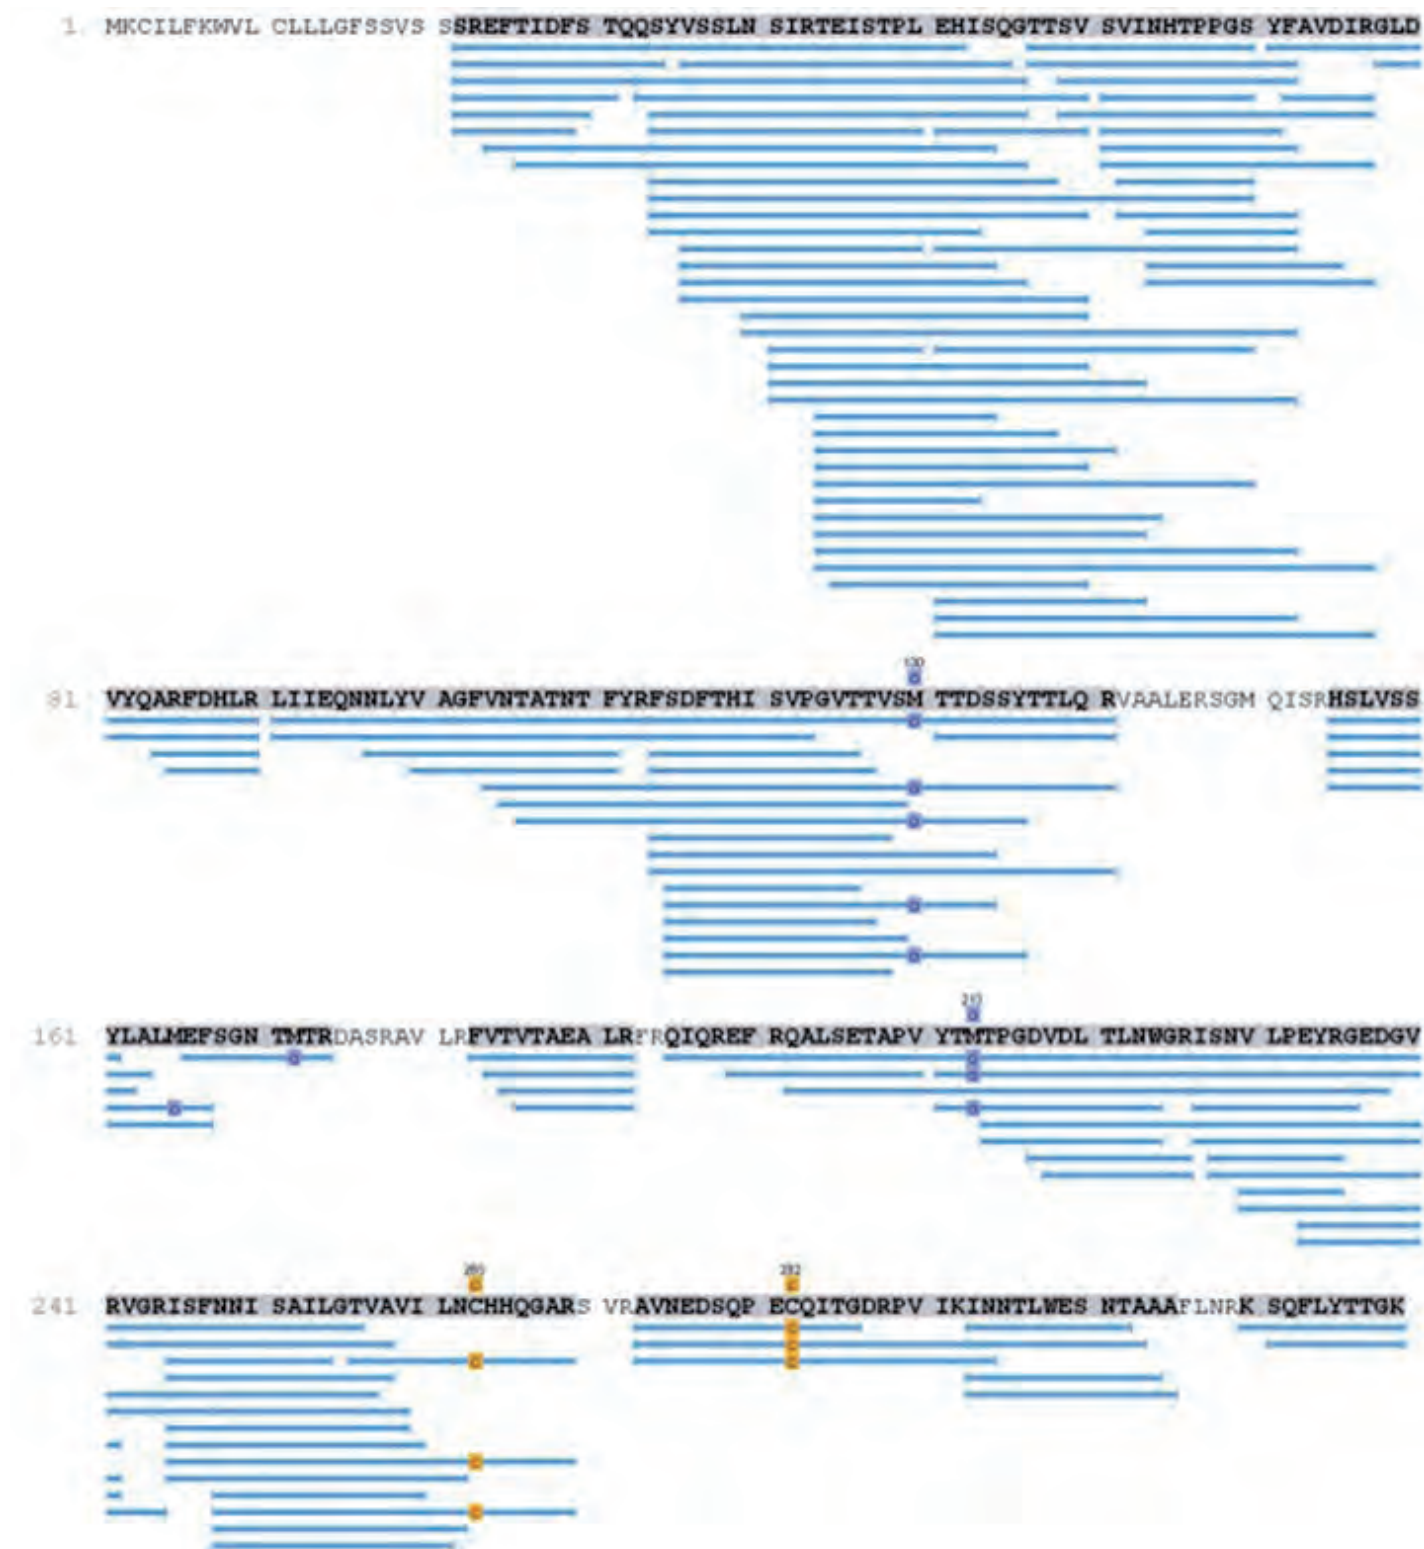 1 MKCILFKWVL CLLLGFSSVS SSREFTIDFS TQQSYVSSLN SIRTEISTPL EHISQGTTSV SVINHTPPGS YFAVDIRGLD
130
81 VYQARFDHLR LIIEQNNLYV AGFVNTATNT FYRFSDFTHI SVPGVTTVSM TTDSSYTTLQ RVAALERSGM QISRHSLVSS
213
161 YLALMEFSGN TMTRDASRAV LRFVTVTAEA LRFRQIQREF RQALSETAPV YTMTPGDVDL TLNWGRISNV LPEYRGEDGV
282
241 RVGRISFNNI SAILGTVAVI LNCHHQGARS VRAVNEDSQP ECQITGDRPV IKINNTLWES NTAAAFLNRK SQFLYTTGK